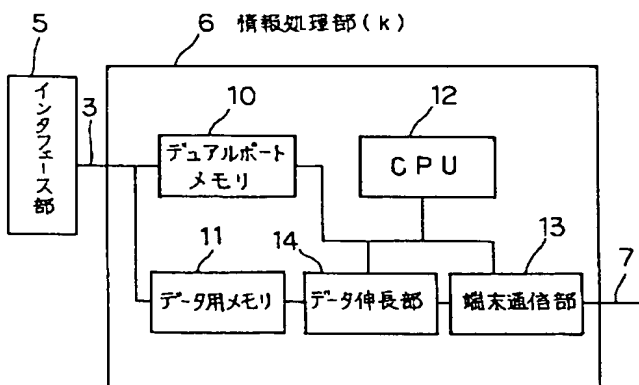 6 情報処理部(k)
5
インタフェース部
3
10
デュアルポート
メモリ
12
CPU
11
データ用メモリ
14
データ伸長部
13
端末通信部
7